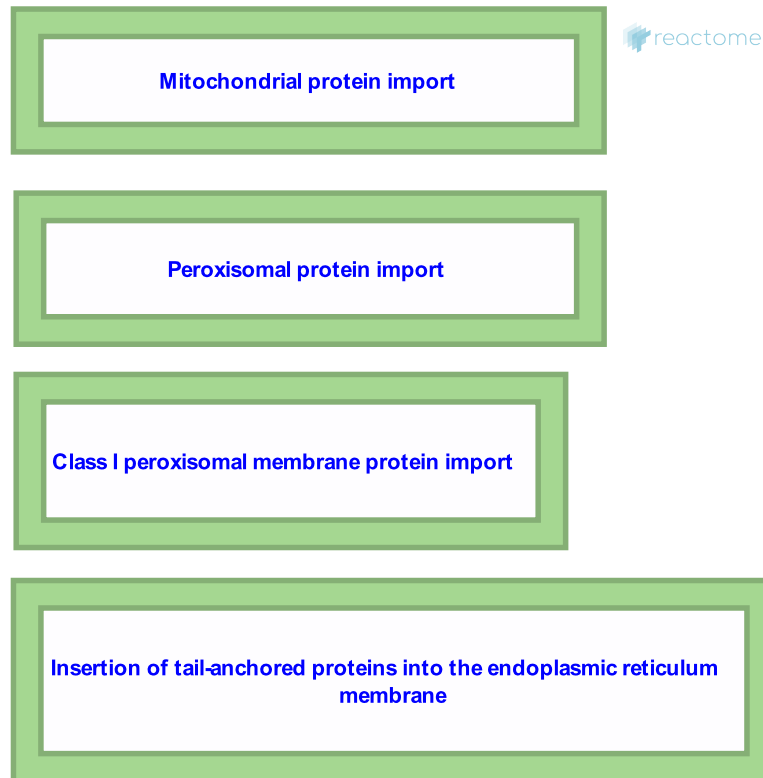 reactome
Mitochondrial protein import
Peroxisomal protein import
Class I peroxisomal membrane protein import
Insertion of tail-anchored proteins into the endoplasmic reticulum
membrane